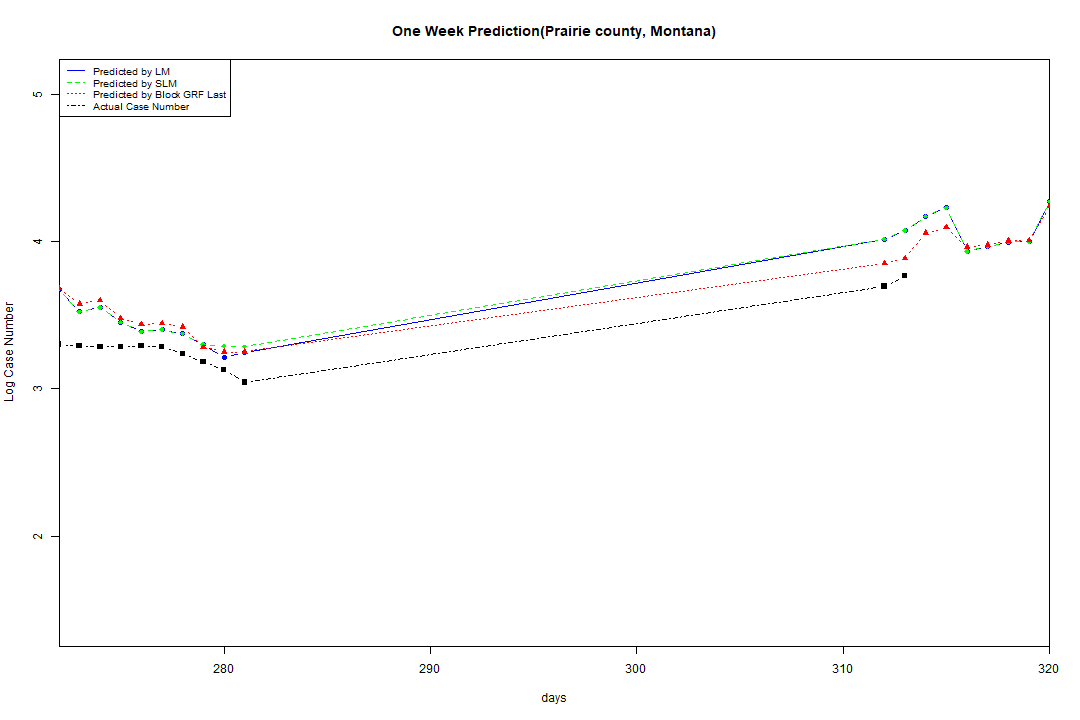 One Week Prediction(Prairie county, Montana)
Predicted by LM
Predicted by SLM
Predicted by Block GRF Last
Actual Case Number
5
4
3
2
Log Case Number
280 290 300 310 320
days